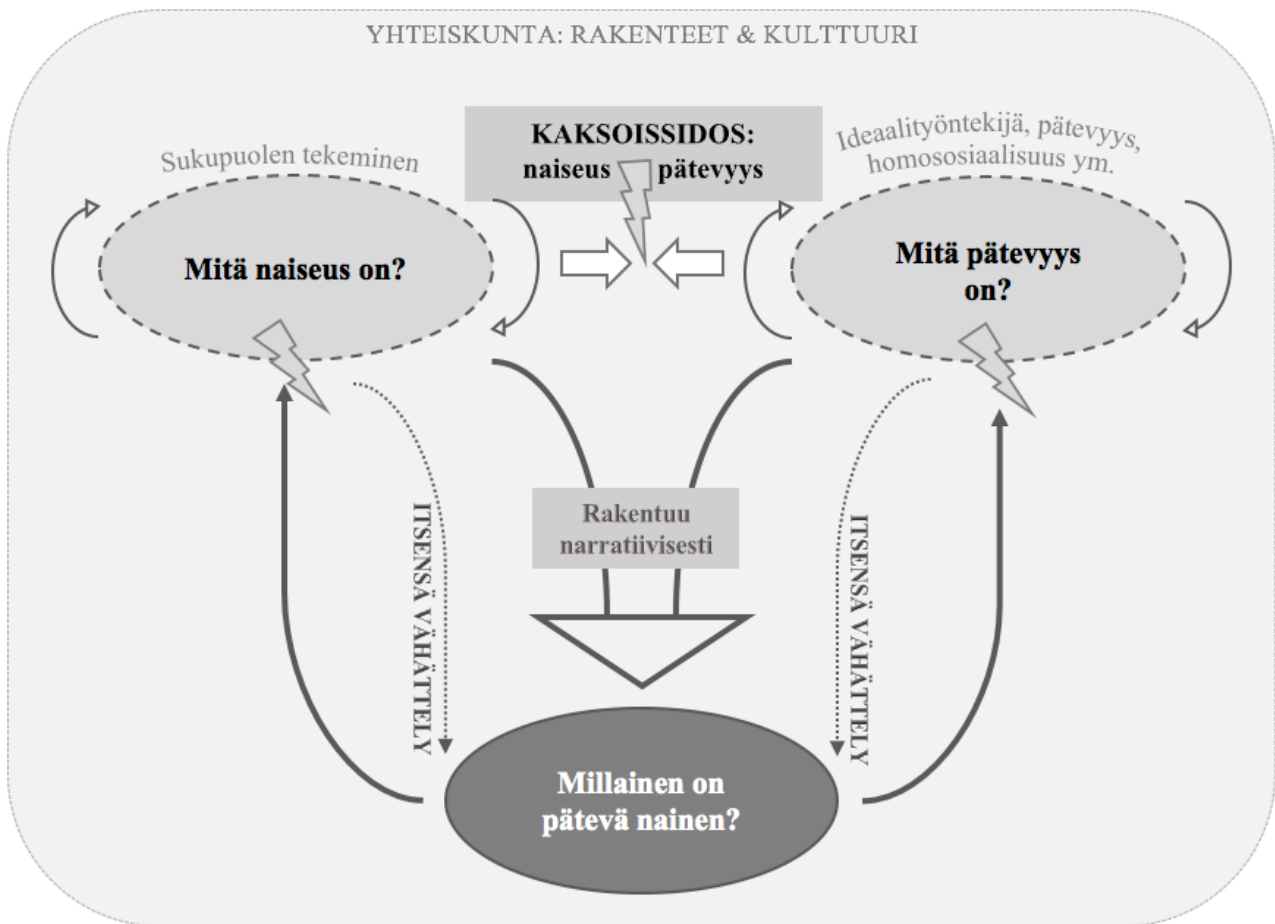 YHTEISKUNTA: RAKENTEET & KULTTUURI
KAKSOISSIDOS:
naiseus pätevyys
Sukupuolen tekeminen
Ideaalityöntekijä, pätevyys,
homososiaalisuus ym.
Mitä naiseus on?
Mitä pätevyys
on?
ITSENSÄ VÄHÄTTELY
Rakentuu
narratiivisesti
ITSENSÄ VÄHÄTTELY
Millainen on
pätevä nainen?